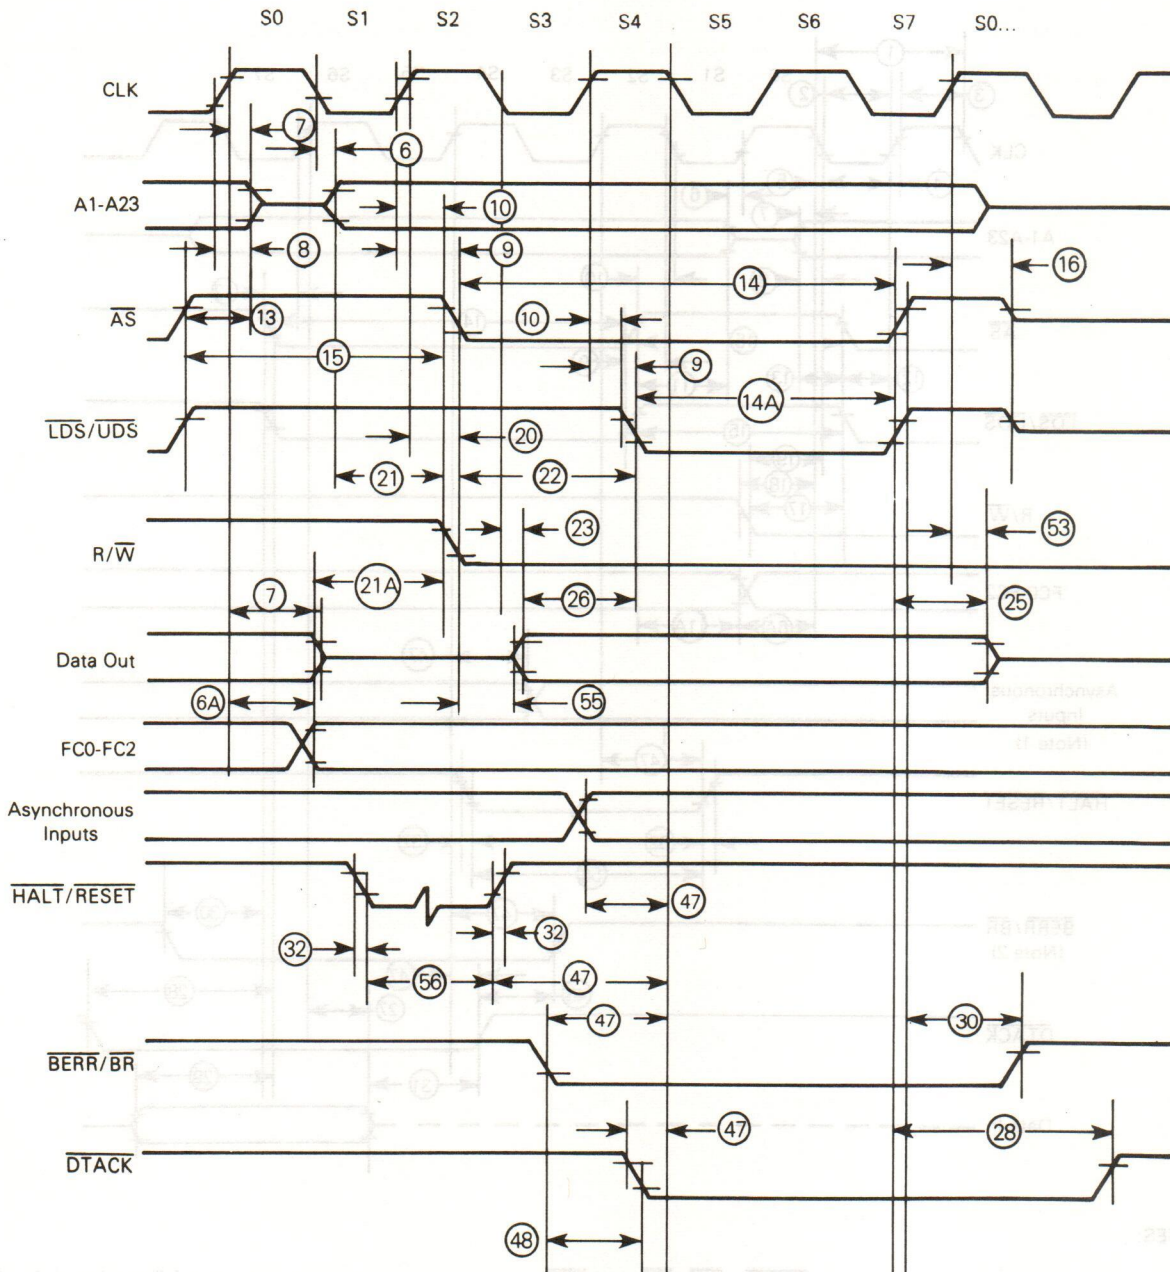 S0 S1 S2 S3 S4 S5 S6 S7 S0...
CLK
7
6
A1-A23
10
8
9
14
16
AS
13
10
15
9
14A
LDS/UDS
20
21
22
23
53
R/W
21A
7
26
25
Data Out
6A
55
FC0-FC2
Asynchronous
Inputs
HALT/RESET
47
32
32
56
47
47
30
BERR/BR
47
28
DTACK
48